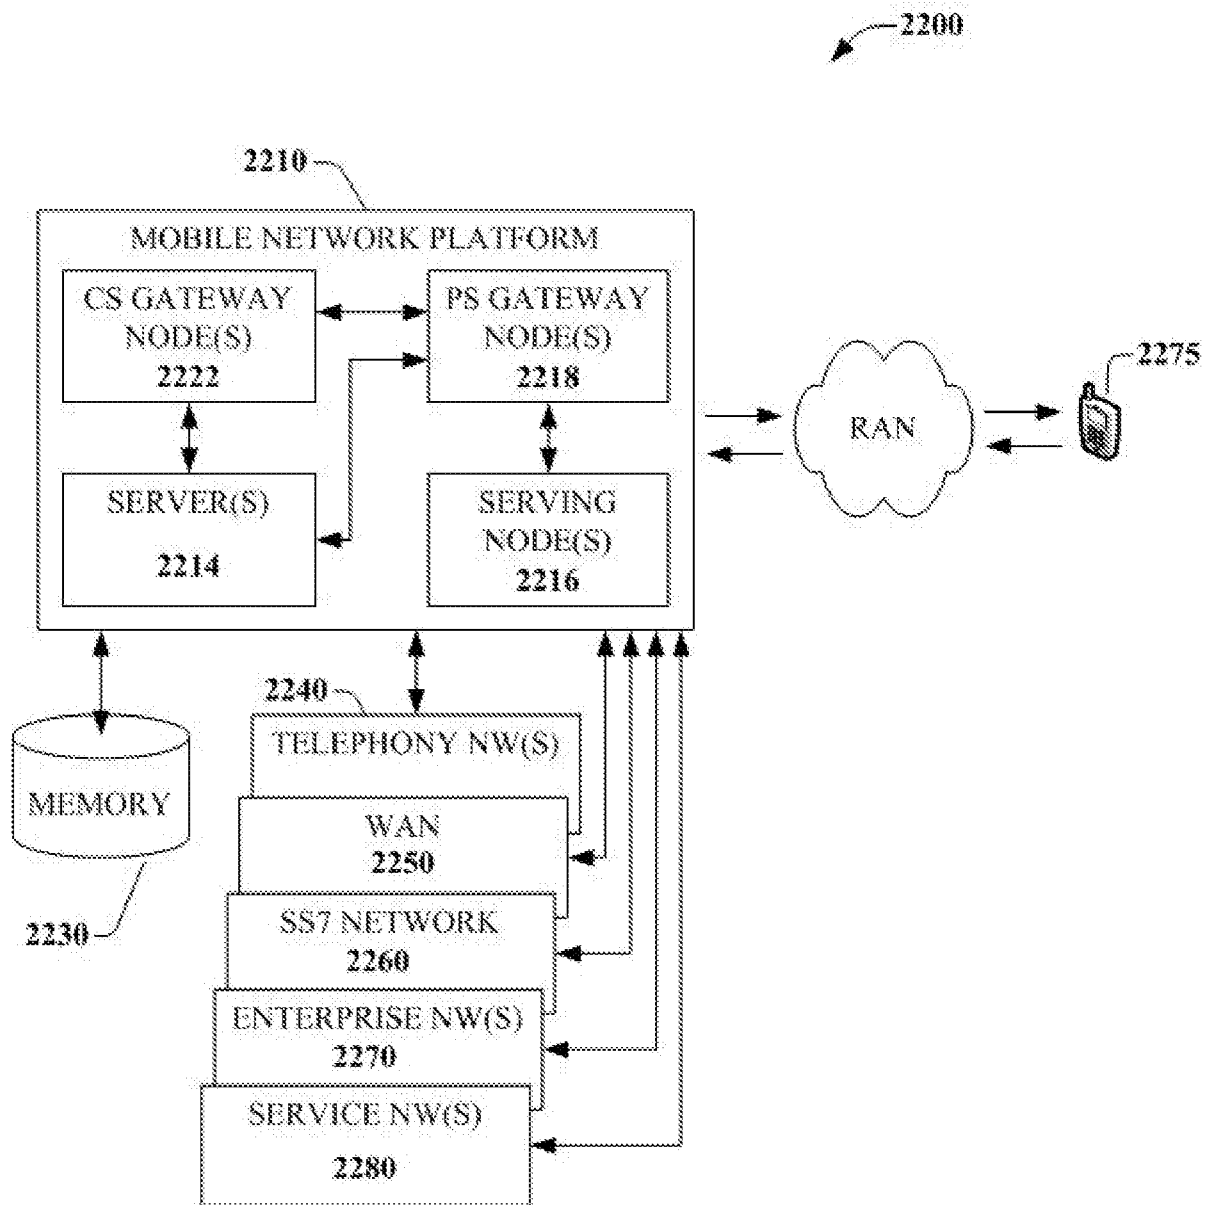 2200
2210
MOBILE NETWORK PLATFORM
CS GATEWAY
NODE(S)
2222
PS GATEWAY
NODE(S)
2218
SERVER(S)
2214
SERVING
NODE(S)
2216
RAN
2275
MEMORY
2230
2240
TELEPHONY NW(S)
WAN
2250
SS7 NETWORK
2260
ENTERPRISE NW(S)
2270
SERVICE NW(S)
2280